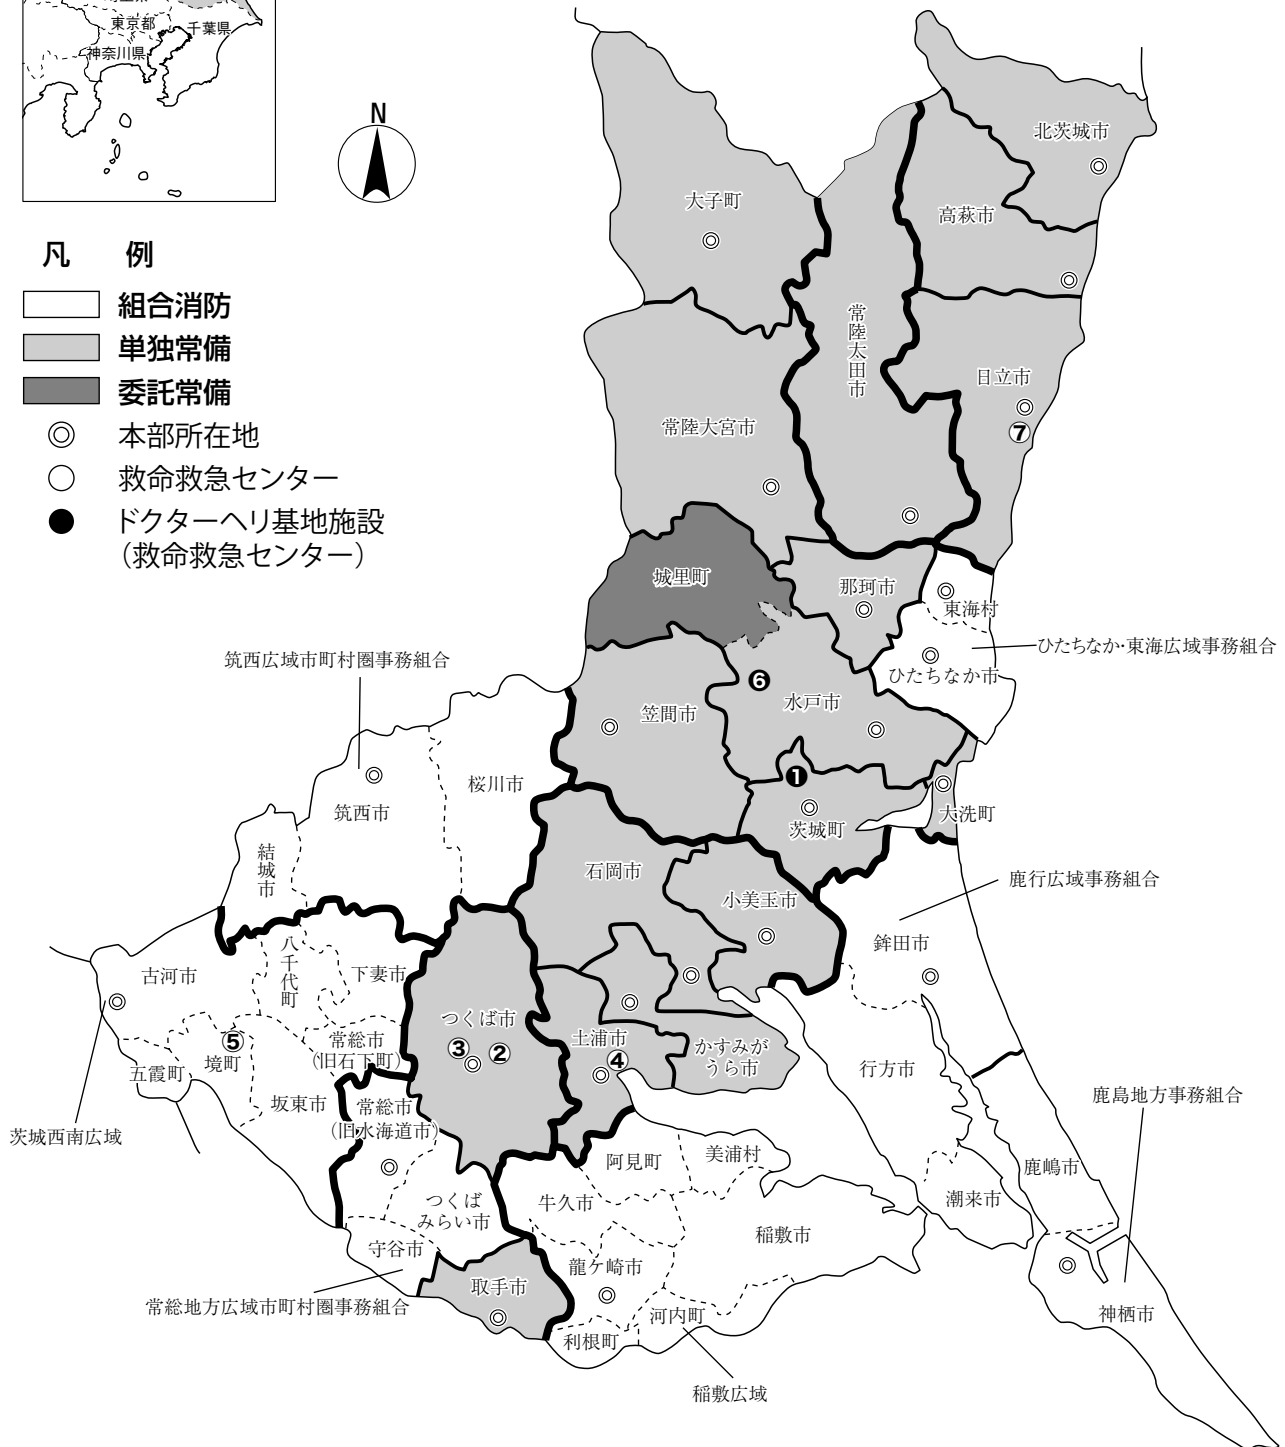 東京都
千葉県
神奈川県
N
凡 例
組合消防
単独常備
委託常備
本部所在地
救命救急センター
ドクターヘリ基地施設
（救命救急センター）
北茨城市
大子町
高萩市
常陸太田市
日立市
⑦
常陸大宮市
城里町
那珂市
東海村
ひたちなか・東海広域事務組合
ひたちなか市
筑西広域市町村圏事務組合
❻
水戸市
笠間市
桜川市
筑西市
❶
茨城町
大洗町
結城市
石岡市
小美玉市
鹿行広域事務組合
鉾田市
八千代町
下妻市
古河市
つくば市
③
②
土浦市
④
かすみが
うら市
常総市
（旧石下町）
⑤
境町
五霞町
行方市
坂東市
常総市
（旧水海道市）
鹿島地方事務組合
茨城西南広域
阿見町
美浦村
鹿嶋市
潮来市
牛久市
つくば
みらい市
稲敷市
守谷市
龍ケ崎市
取手市
常総地方広域市町村圏事務組合
河内町
神栖市
利根町
稲敷広域